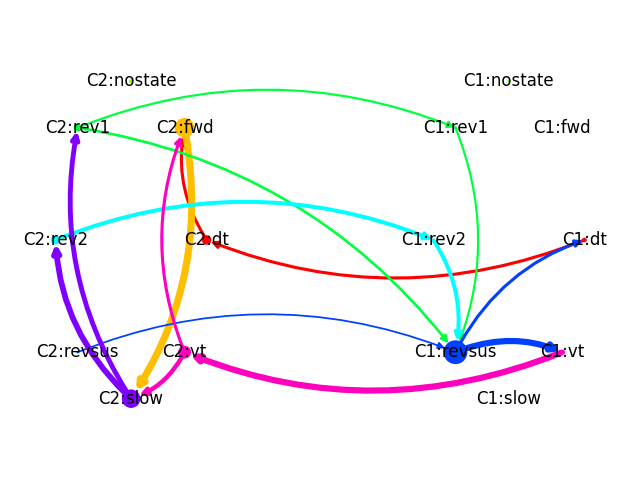 C2:nostate C1:nostate
C2:rev1 C2:fwd C1:rev1 C1:fwd
C2:rev2 C2:dt C1:rev2 C1:dt
C2:revsus C2:vt C1:revsus C1:vt
C2:slow C1:slow